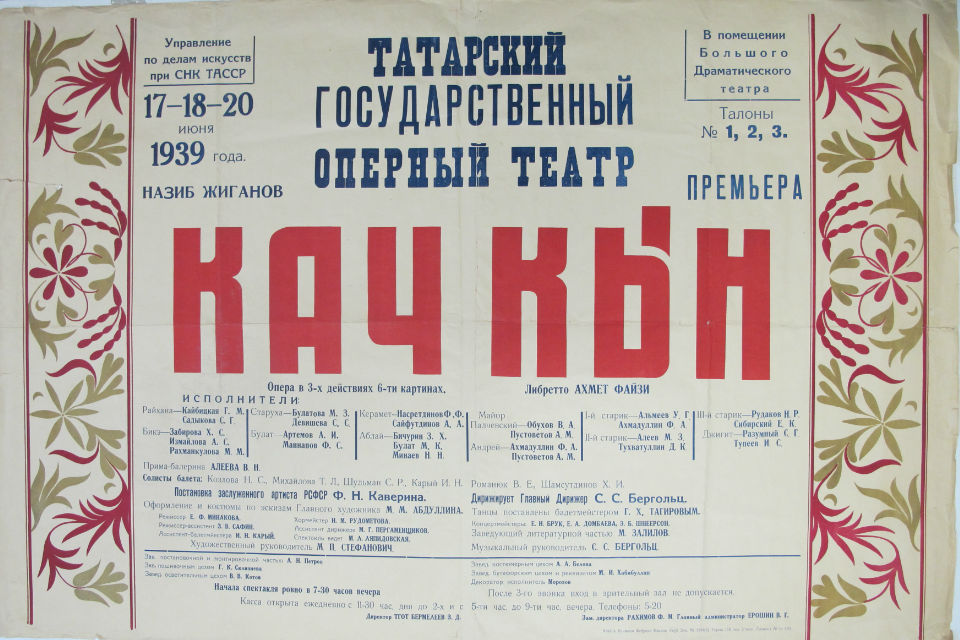 Управление
по делам искусств
при СНК ТАССР
17–18–20
июня
1939 года.
НАЗИБ ЖИГАНОВ
ТАТАРСКИЙ
ГОСУДАРСТВЕННЫЙ
ОПЕРНЫЙ ТЕАТР
В помещении
Большого
Драматического
театра
Талоны
№ 1, 2, 3.
ПРЕМЬЕРА
КАЧКЫН
Опера в 3-х действиях 6-ти картинах.
Либретто АХМЕТ ФАЙЗИ
ИСПОЛНИТЕЛИ:
Райхана—Кайбицкая Г. М.
Садыкова С. Г.
Бикэ—Забирова Х. С.
Измайлова А. С.
Рахманкулова М. М.
Старуха—Булатова М. З.
Девишева С. С.
Булат—Артемов А. И.
Маннапов Ф. С.
Керамет—Насретдинов Ф. Ф.
Сайфутдинов А. А.
Аблай—Бичурин З. Х.
Булат М. К.
Минаев Н. Н.
Майор
Палчевский—Обухов В. А
Пустоветов А. М.
Андрей—Ахмадуллин Ф. А
Пустоветов А. М.
I-й старик—Альмеев У. Г
Ахмадуллин Ф. А
II-й старик—Алеев М. З.
Тухватуллин Д. К
III-й старик—Рудаков Н Р.
Сибирский Е. К.
Джигит—Разумный С. Г.
Тупеев И С.
Прима-балерина АЛЕЕВА В. Н.
Солисты балета: Козлова Н. С., Михайлова Т. Л., Шульман С. Р., Карый И. Н.
Романюк В. Е., Шамсутдинов Х. И.
Постановка заслуженного артиста РСФСР Ф. Н. Каверина.
Оформление и костюмы по эскизам Главного художника М. М. АБДУЛЛИНА.
Режиссер Е. Ф. МИНАКОВА.
Режиссер-ассистент З. В. САФИН.
Ассистент-балетмейстера И. Н. КАРЫЙ.
Хормейстер Н. М. РУДОМЕТОВА.
Ассистент дирижера М. Г. ПЕРГАМЕНЩИКОВ.
Спектакль ведет М. А.
Художественный руководитель М. П. СТЕФАНОВИЧ.
Дирижирует Главный Дирижер С. С. Бергольц.
Танцы поставлены балетмейстером Г. Х, ТАГИРОВЫМ.
Концертмейстеры: Е. Н БРУК, Е. А. ДОМБАЕВА, Э. Б. ШНЕЕРСОН.
Заведующий литературной частью М. ЗАЛИЛОВ.
Музыкальный руководитель С. С. БЕРГОЛЬЦ
Зав. постановочной и монтировочной частью А. Н Петров
Зав. пошивочным цехом Г. К.
Завед. осветительным цехом В. В. Котов
Завед. костюмерным цехом А. А. Белова
Завед. бутафорским цехом и реквизитом М. И Хабибуллин
Декоратор исполнитель Морозов
Начала спектакля ровно в 7-30 часов вечера
После 3-го звонка вход в зрительный зал не допускается.
Касса открыта ежедневно с 11-30 час. дня до 2-х и с 5-ти час, до 9-ти час. вечера. Телефоны: 5-20
Директор ТГОТ БЕРМЕЛЕЕВ З. Д.
Зам. директора РАХИМОВ Ф. М Главный администратор ЕРОШИН В. Г.